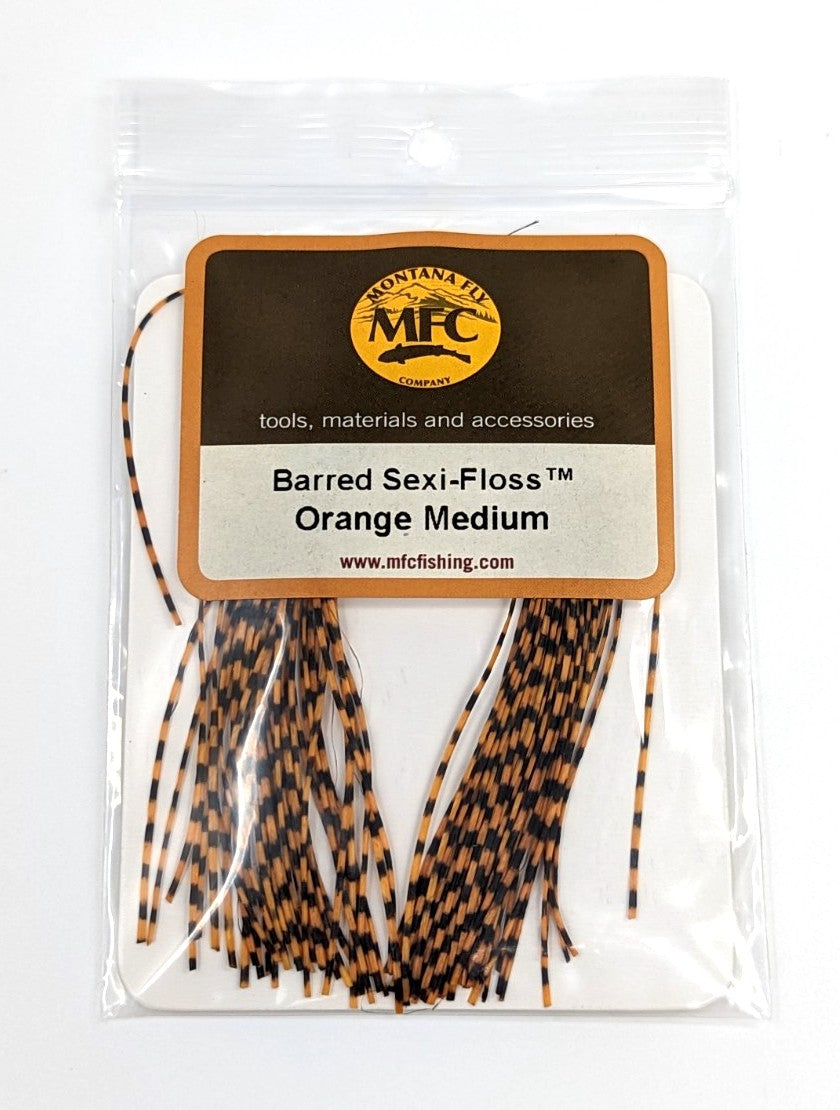 MONTANA FLY
MFC
COMPANY
tools, materials and accessories
Barred Sexi-Floss™
Orange Medium
www.mfcfishing.com